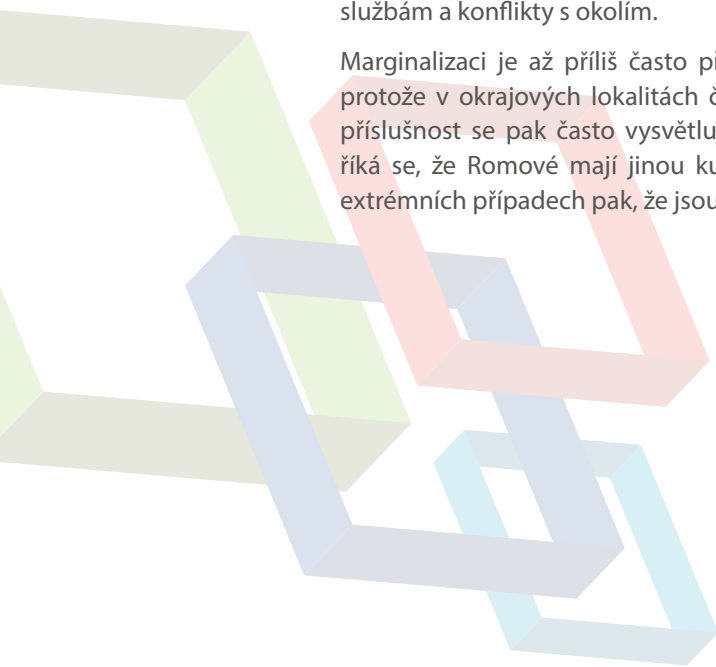 službám a konflikty s okolím.
Marginalizaci je až příliš často př
protože v okrajových lokalitách č
příslušnost se pak často vysvětlu
říká se, že Romové mají jinou ku
extrémních případech pak, že jsou